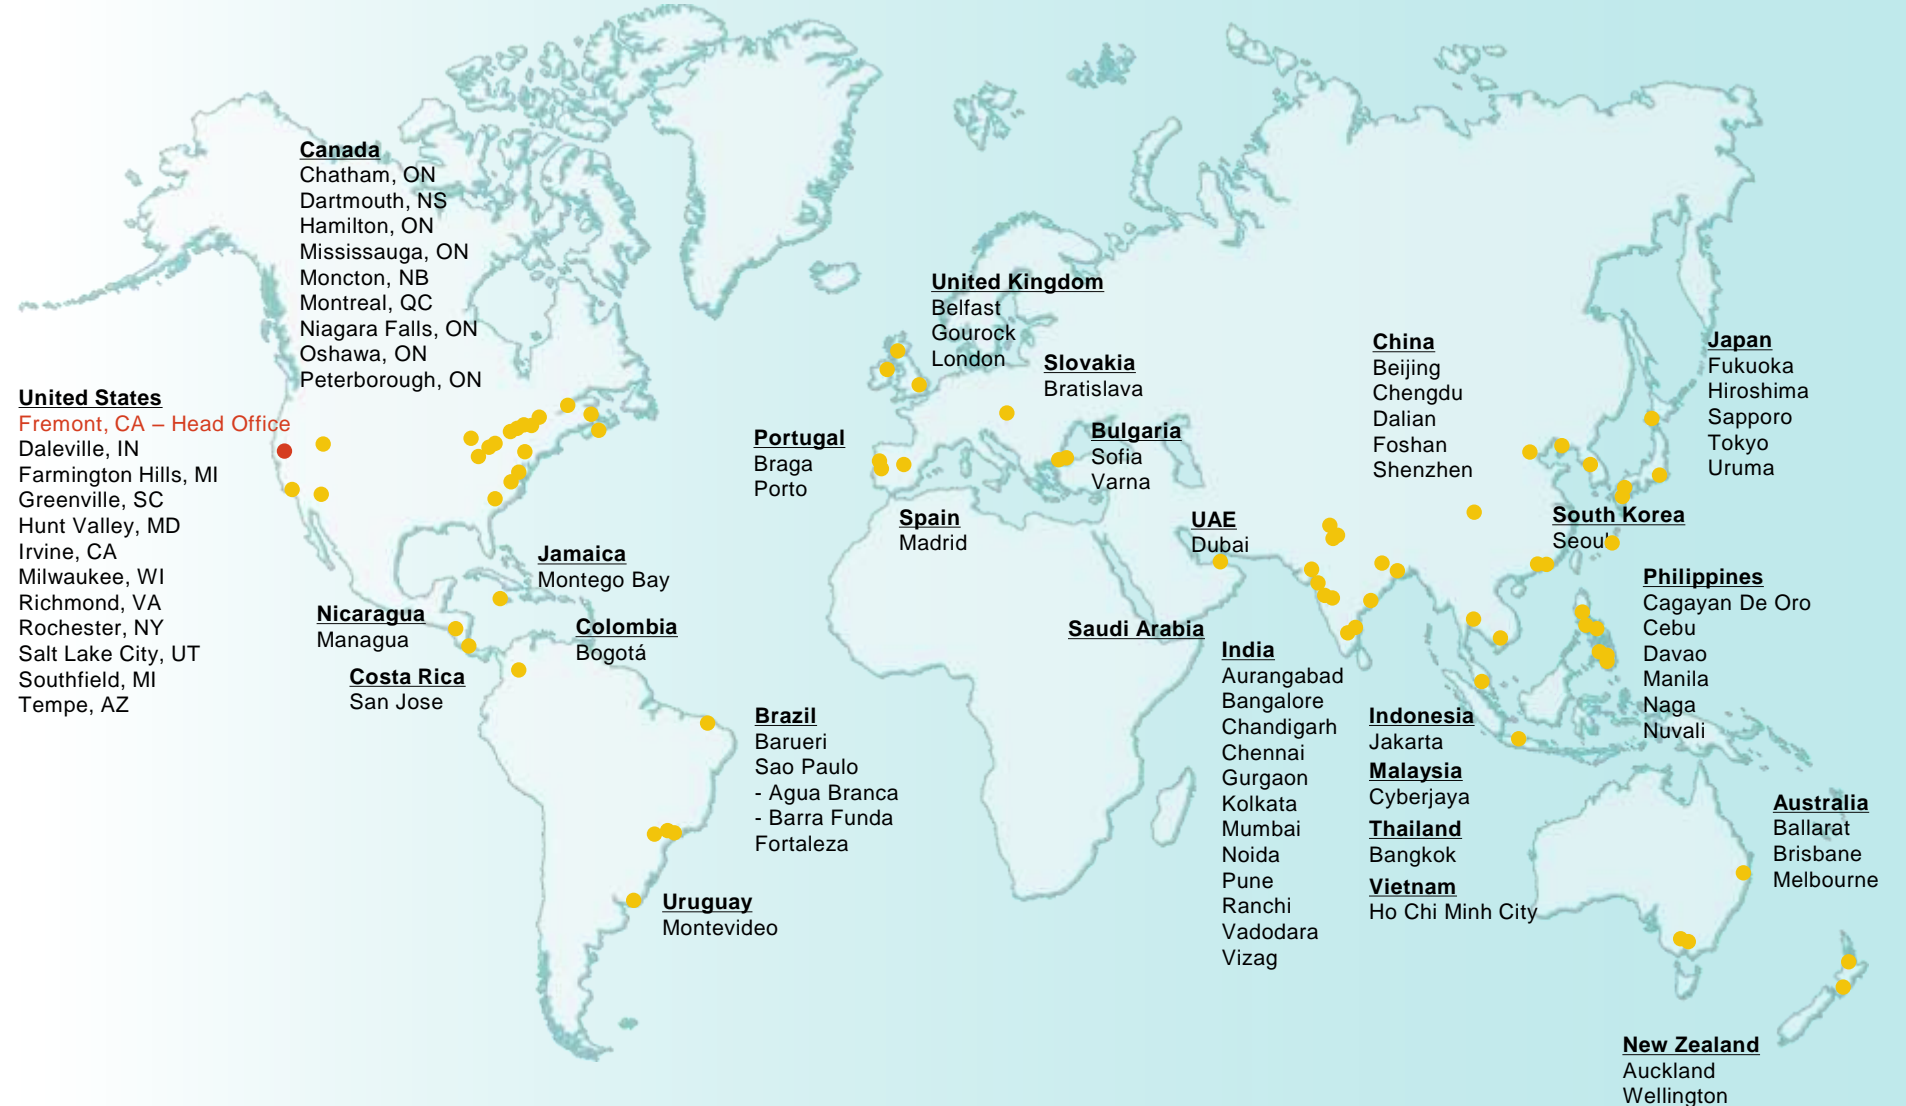 Canada
Chatham, ON
Dartmouth, NS
Hamilton, ON
Mississauga, ON
Moncton, NB
Montreal, QC
Niagara Falls, ON
Oshawa, ON
Peterborough, ON
United States
Fremont, CA – Head Office
Daleville, IN
Farmington Hills, MI
Greenville, SC
Hunt Valley, MD
Irvine, CA
Milwaukee, WI
Richmond, VA
Rochester, NY
Salt Lake City, UT
Southfield, MI
Tempe, AZ
Jamaica
Montego Bay
Nicaragua
Managua
Costa Rica
San Jose
Colombia
Bogotá
Brazil
Barueri
Sao Paulo
- Agua Branca
- Barra Funda
Fortaleza
Uruguay
Montevideo
United Kingdom
Belfast
Gourock
London
Slovakia
Bratislava
Portugal
Braga
Porto
Bulgaria
Sofia
Varna
Spain
Madrid
UAE
Dubai
Saudi Arabia
India
Aurangabad
Bangalore
Chandigarh
Chennai
Gurgaon
Kolkata
Mumbai
Noida
Pune
Ranchi
Vadodara
Vizag
China
Beijing
Chengdu
Dalian
Foshan
Shenzhen
Japan
Fukuoka
Hiroshima
Sapporo
Tokyo
Uruma
South Korea
Seoul
Philippines
Cagayan De Oro
Cebu
Davao
Manila
Naga
Nuvali
Indonesia
Jakarta
Malaysia
Cyberjaya
Thailand
Bangkok
Vietnam
Ho Chi Minh City
Australia
Ballarat
Brisbane
Melbourne
New Zealand
Auckland
Wellington